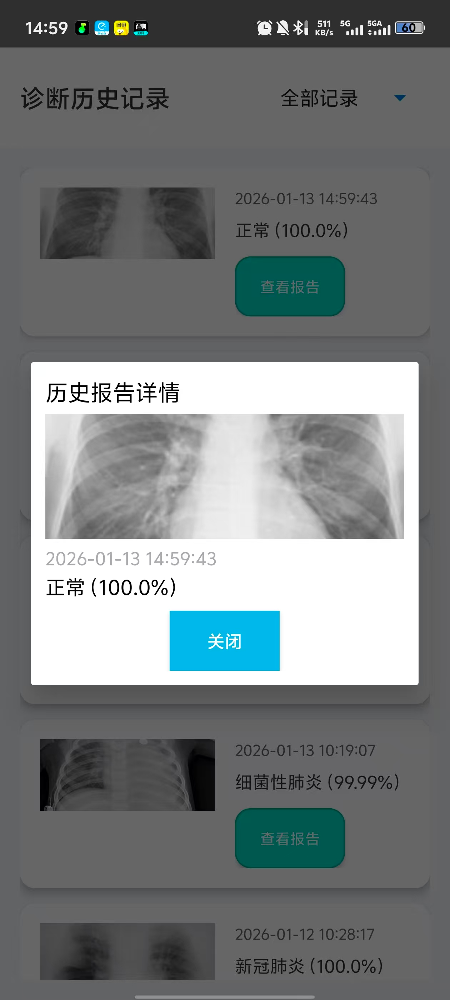 14:59
闲鱼
得物
511
KB/s
5G
5GA
60
诊断历史记录
全部记录
2026-01-13 14:59:43
正常 (100.0%)
查看报告
历史报告详情
2026-01-13 14:59:43
正常 (100.0%)
关闭
2026-01-13 10:19:07
细菌性肺炎 (99.99%)
查看报告
2026-01-12 10:28:17
新冠肺炎 (100.0%)